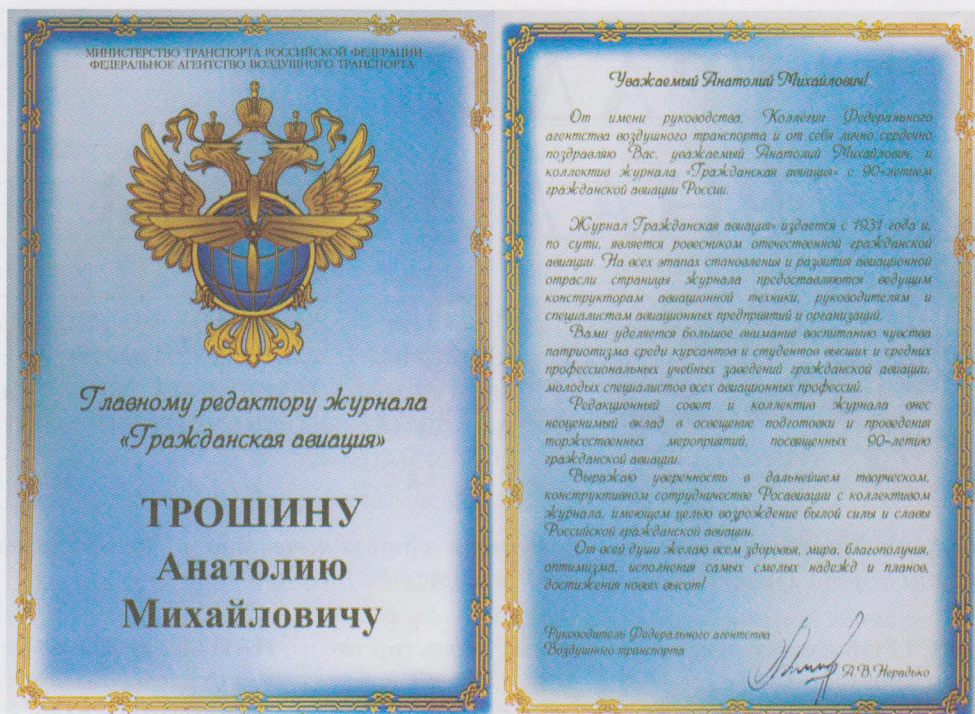 МИНИСТЕРСТВО ТРАНСПОРТА РОССИЙСКОЙ ФЕДЕРАЦИИ
ФЕДЕРАЛЬНОЕ АГЕНТСТВО ВОЗДУШНОГО ТРАНСПОРТА
Главному редактору журнала
«Гражданская авиация»
ТРОШИНУ
Анатолию
Михайловичу
Уважаемый Анатолий Михайлович!
От имени руководства, Коллегии Федерального
агентства воздушного транспорта и от себя лично сердечно
поздравляю Вас, уважаемый Анатолий Михайлович, и
коллектив журнала «Гражданская авиация» с 90-летием
гражданской авиации России.
Журнал Гражданская авиация» издается с 1931 года и,
по сути, является ровесником отечественной гражданской
авиации. На всех этапах становления и развития авиационной
отрасли страницы журнала предоставляются ведущим
конструкторам авиационной техники, руководителям и
специалистам авиационных предприятий и организаций.
Вами уделяется большое внимание воспитанию чувства
патриотизма среди курсантов и студентов высших и средних
профессиональных учебных заведений гражданской авиации,
молодых специалистов всех авиационных профессий.
Редакционный совет и коллектив журнала внес
неоценимый вклад в освещение подготовки и проведения
торжественных мероприятий, посвященных 90-летию
гражданской авиации.
Выражаю уверенность в дальнейшем творческом,
конструктивном сотрудничестве Росавиации с коллективом
журнала, имеющем целью возрождение былой силы и славы
Российской гражданской авиации.
От всей души желаю всем здоровья, мира, благополучия,
оптимизма, исполнения самых смелых надежд и планов,
достижения новых высот!
Руководитель Федерального агентства
Воздушного транспорта
А.В.Нерадько